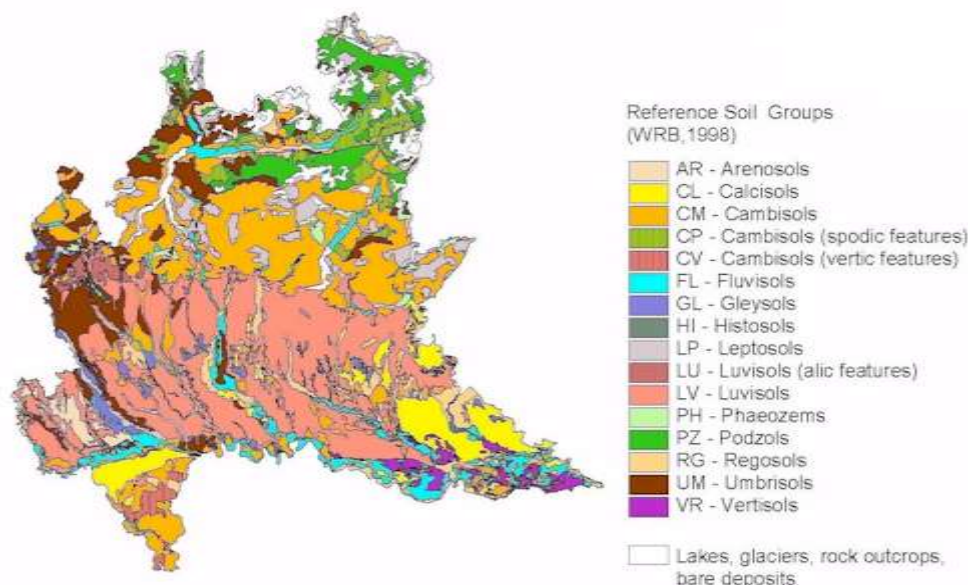 Reference Soil Groups
(WRB,1998)
AR - Arenosols
CL - Calcisols
CM - Cambisols
CP - Cambisols (spodic features)
CV - Cambisols (vertic features)
FL - Fluvisols
GL - Gleysols
HI - Histosols
LP - Leptosols
LU - Luvisols (alic features)
LV - Luvisols
PH - Phaeozems
PZ - Podzols
RG - Regosols
UM - Umbrisols
VR - Vertisols
Lakes, glaciers, rock outcrops,
bare deposits